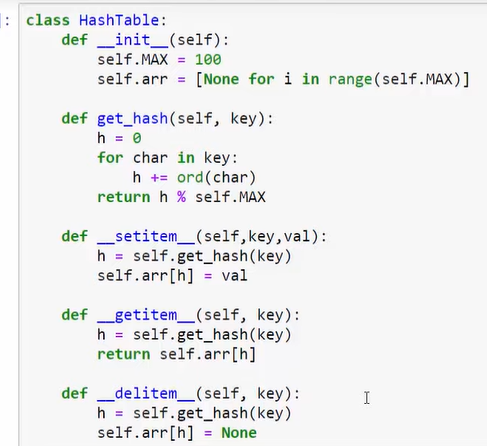 ]: class HashTable:
    def __init__(self):
        self.MAX = 100
        self.arr = [None for i in range(self.MAX)]

    def get_hash(self, key):
        h = 0
        for char in key:
            h += ord(char)
        return h % self.MAX

    def __setitem__(self,key,val):
        h = self.get_hash(key)
        self.arr[h] = val

    def __getitem__(self, key):
        h = self.get_hash(key)
        return self.arr[h]

    def __delitem__(self, key):
        h = self.get_hash(key)
        self.arr[h] = None